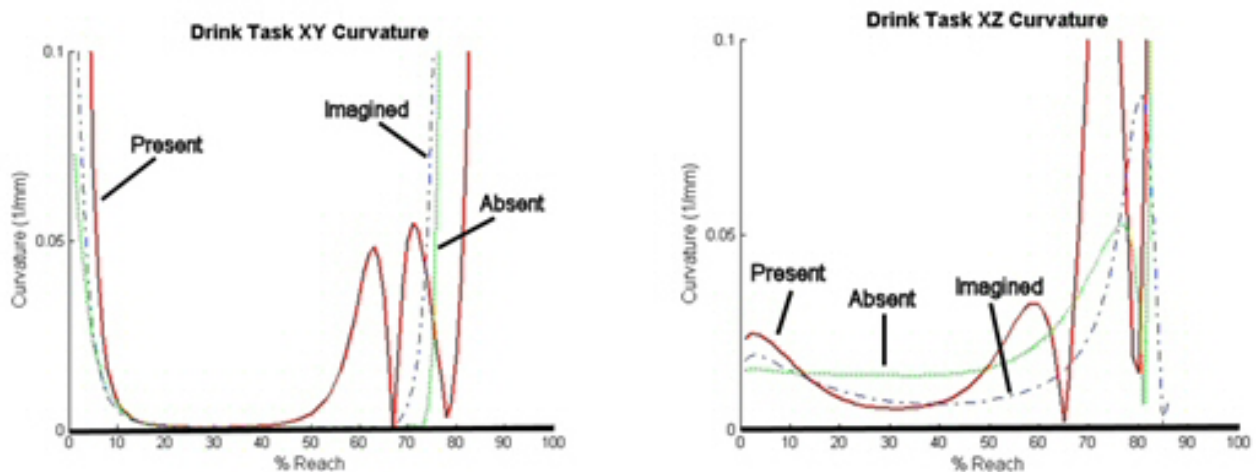 Drink Task XY Curvature
0.1
0.05
0
Curvature (1/mm)
Present
Imagined
Absent
0 10 20 30 40 50 60 70 80 90 100
% Reach
Drink Task XZ Curvature
0.1
0.05
0
Curvature (1/mm)
Present
Absent
Imagined
0 10 20 30 40 50 60 70 80 90 100
% Reach